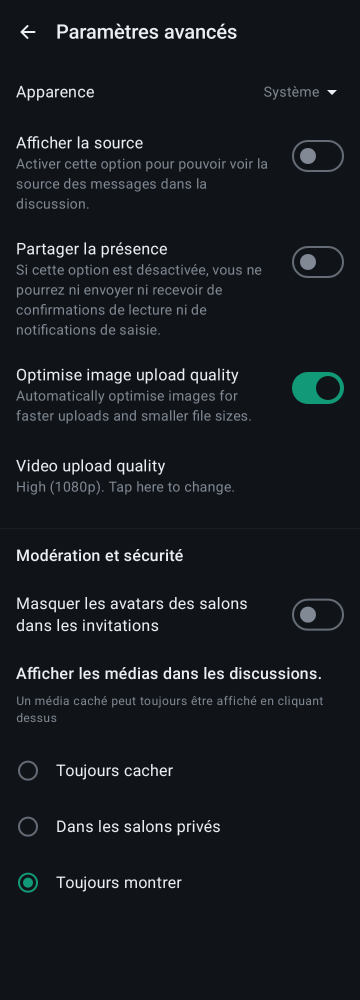 Paramètres avancés
Apparence
Système
Afficher la source
Activer cette option pour pouvoir voir la
source des messages dans la
discussion.
Partager la présence
Si cette option est désactivée, vous ne
pourrez ni envoyer ni recevoir de
confirmations de lecture ni de
notifications de saisie.
Optimise image upload quality
Automatically optimise images for
faster uploads and smaller file sizes.
Video upload quality
High (1080p). Tap here to change.
Modération et sécurité
Masquer les avatars des salons
dans les invitations
Afficher les médias dans les discussions.
Un média caché peut toujours être affiché en cliquant
dessus
Toujours cacher
Dans les salons privés
Toujours montrer